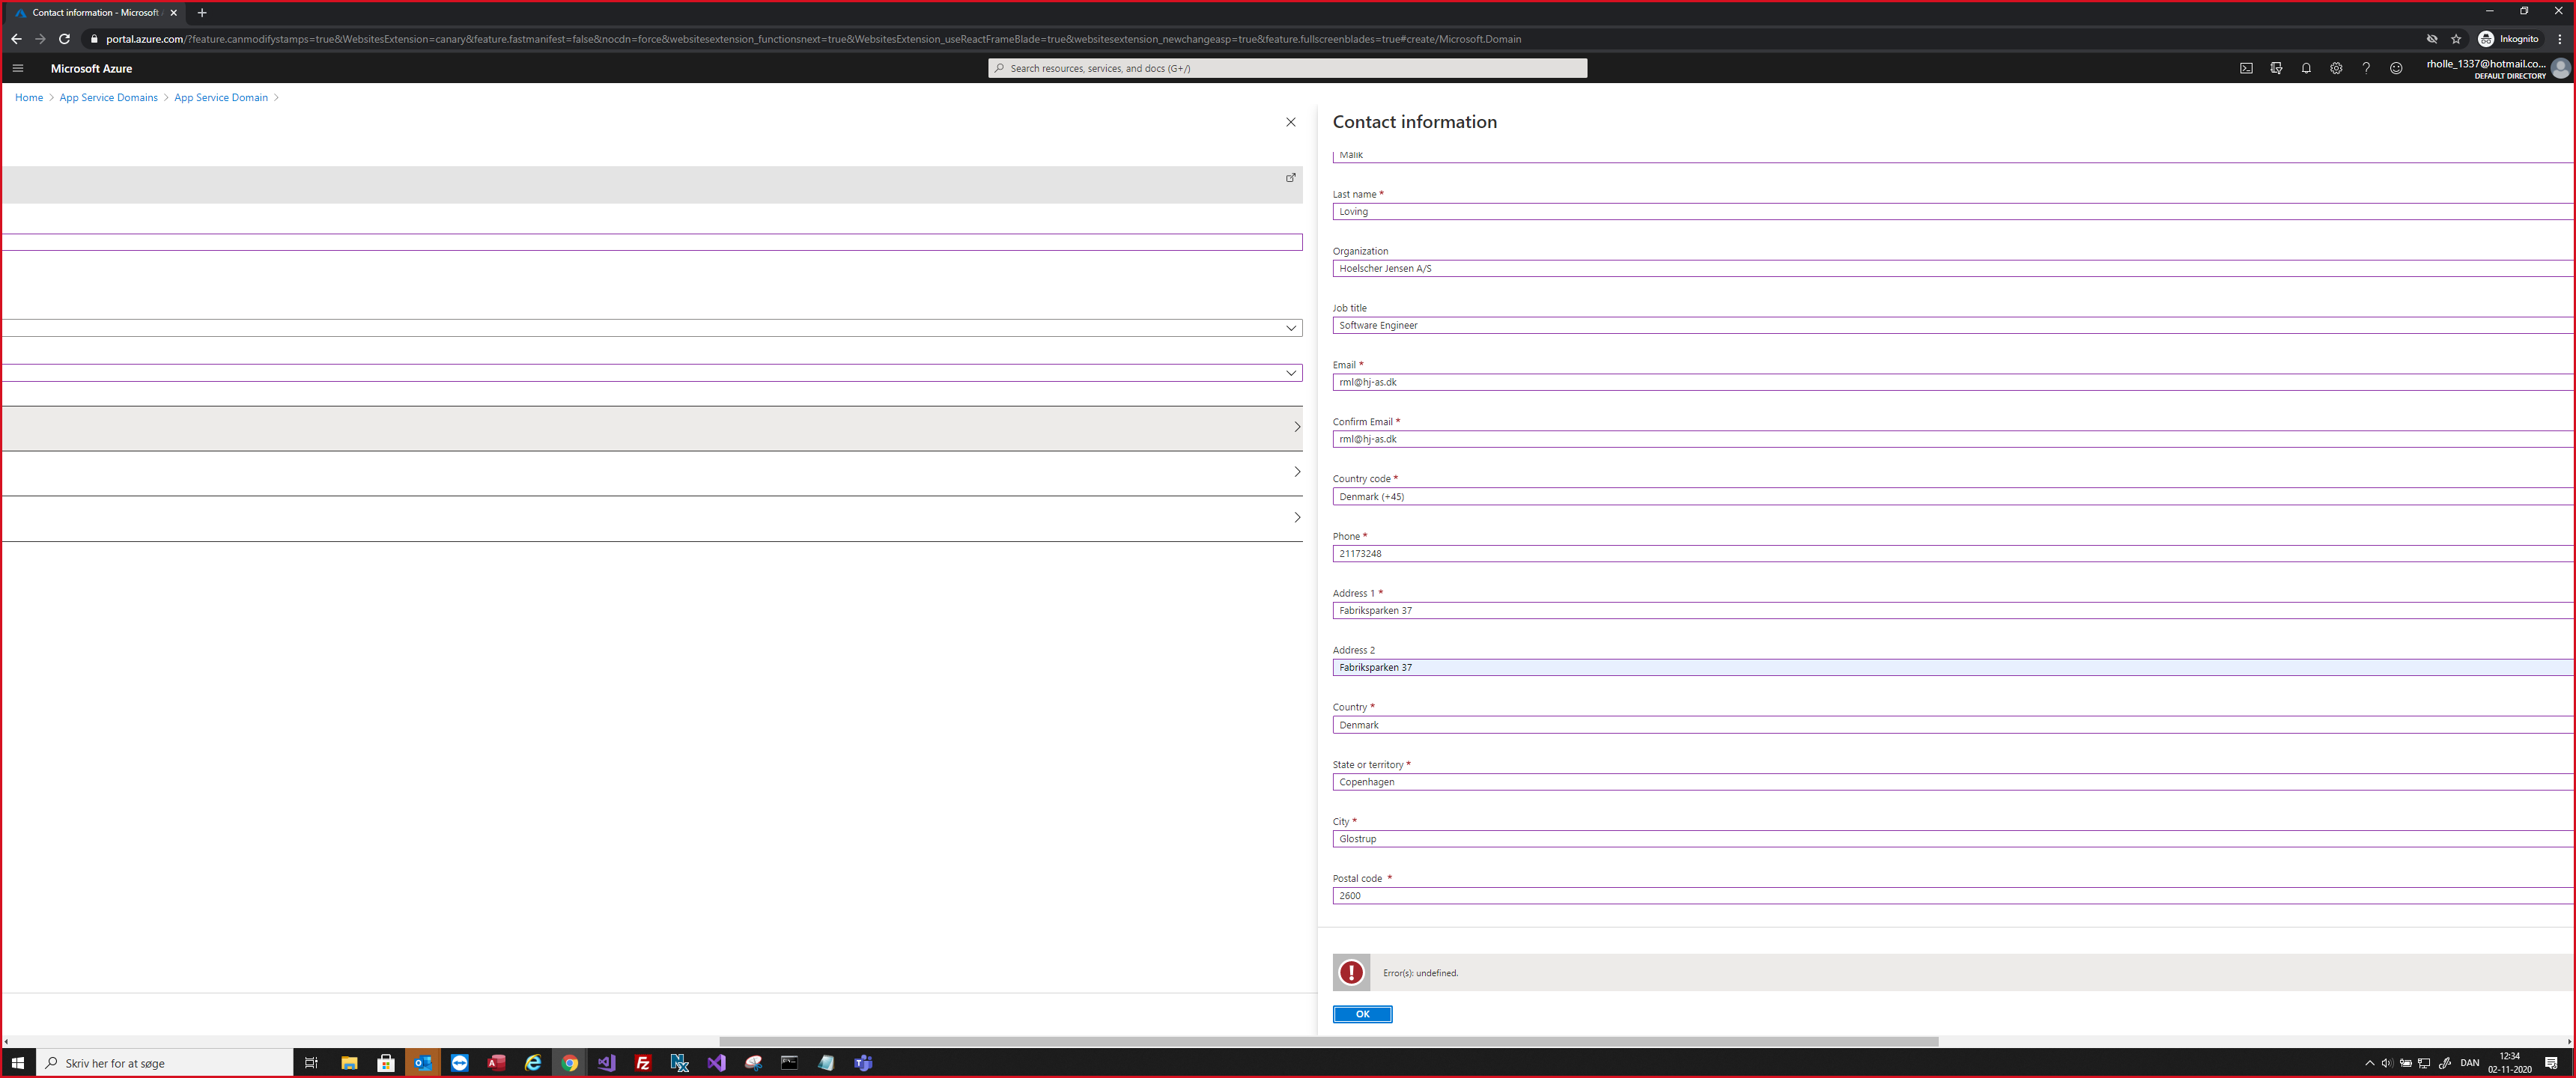 Contact information - Microsoft A
portal.azure.com/?feature.canmodifystamps=true&WebsitesExtension=canary&feature.fastmanifest=false&nocdn=force&websitesextension_functionsnext=true&WebsitesExtension_useReactFrameBlade=true&websitesextension_newchangeasp=true&feature.fullscreenblades=true#create/Microsoft.Domain
Inkognito
Microsoft Azure
Search resources, services, and docs (G+/)
rholle_1337@hotmail.co...
DEFAULT DIRECTORY
Home > App Service Domains > App Service Domain >
Contact information
Malik
Last name *
Loving
Organization
Hoelscher Jensen A/S
Job title
Software Engineer
Email *
rml@hj-as.dk
Confirm Email *
rml@hj-as.dk
Country code *
Denmark (+45)
Phone *
21173248
Address 1 *
Fabriksparken 37
Address 2
Fabriksparken 37
Country *
Denmark
State or territory *
Copenhagen
City *
Glostrup
Postal code *
2600
Error(s): undefined.
OK
Skriv her for at søge
DAN
12:34
02-11-2020